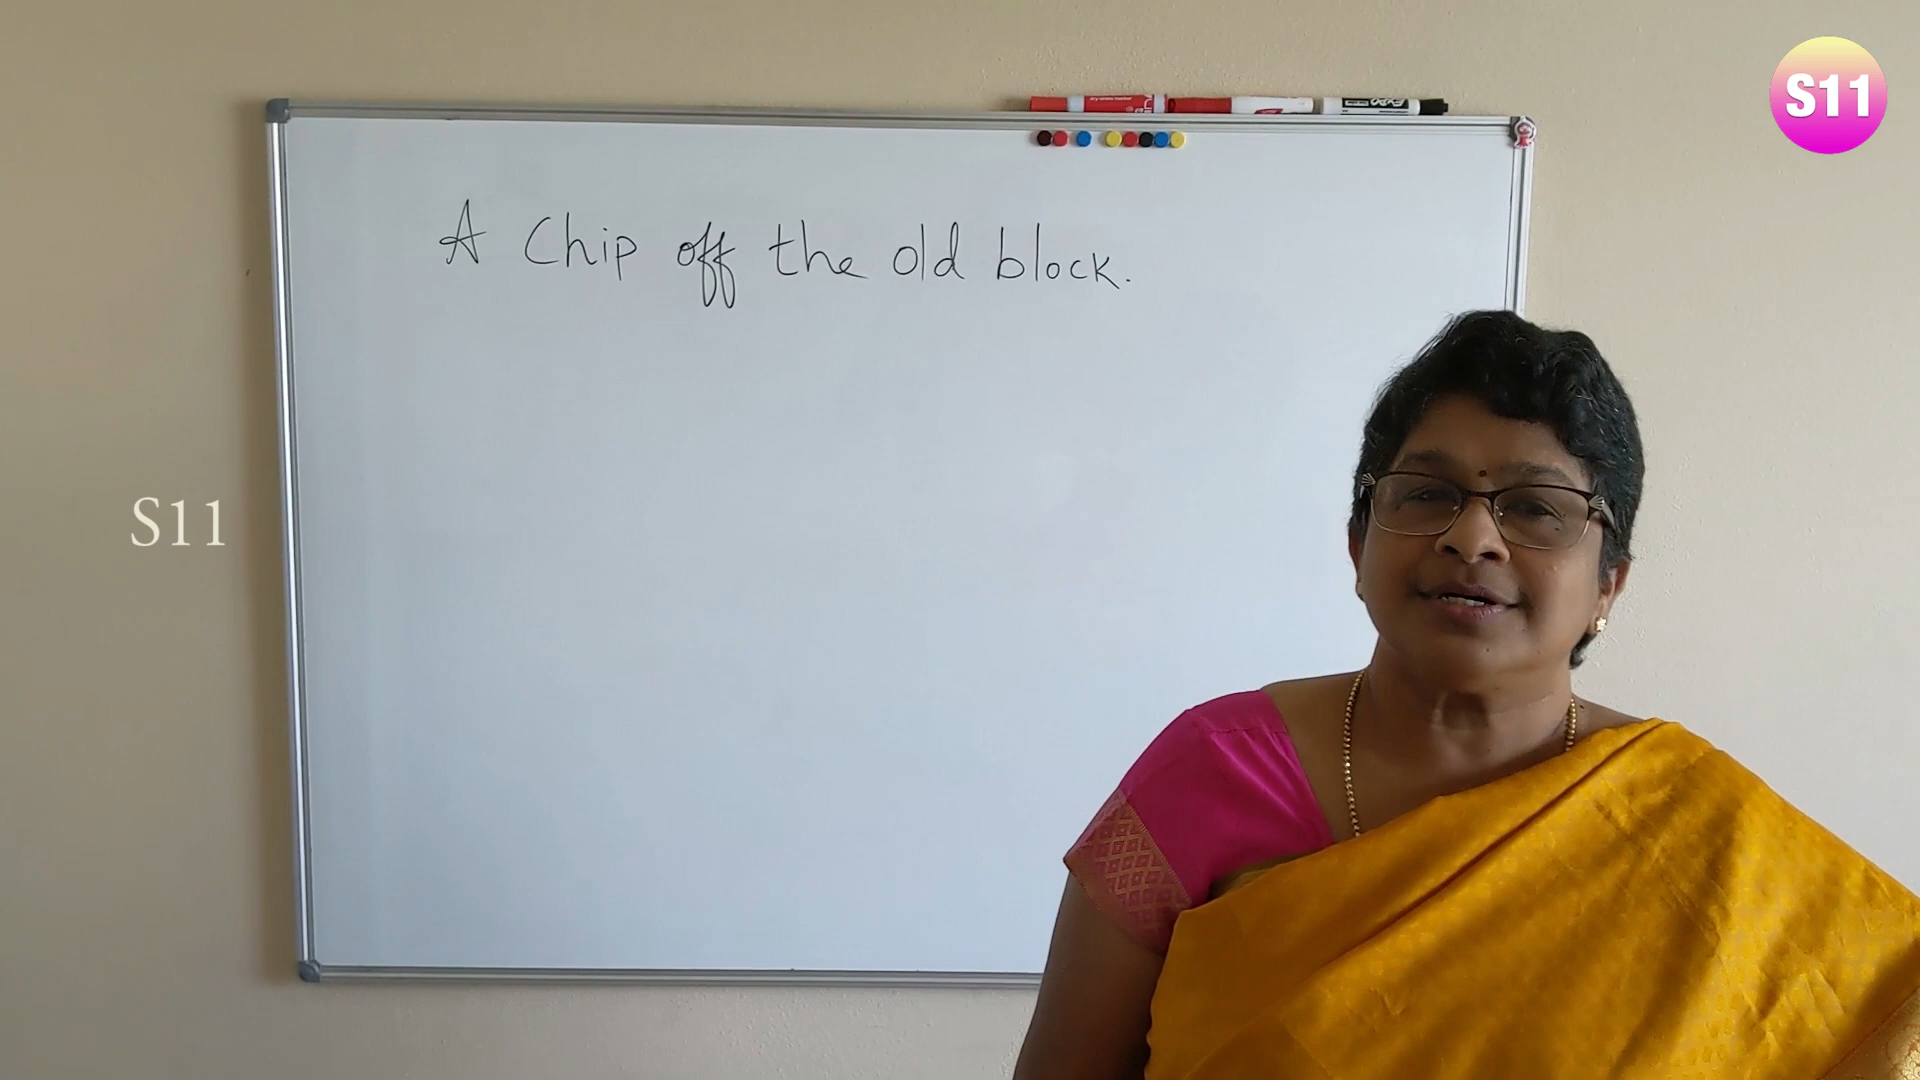 S11
A Chip off the old block.
S11